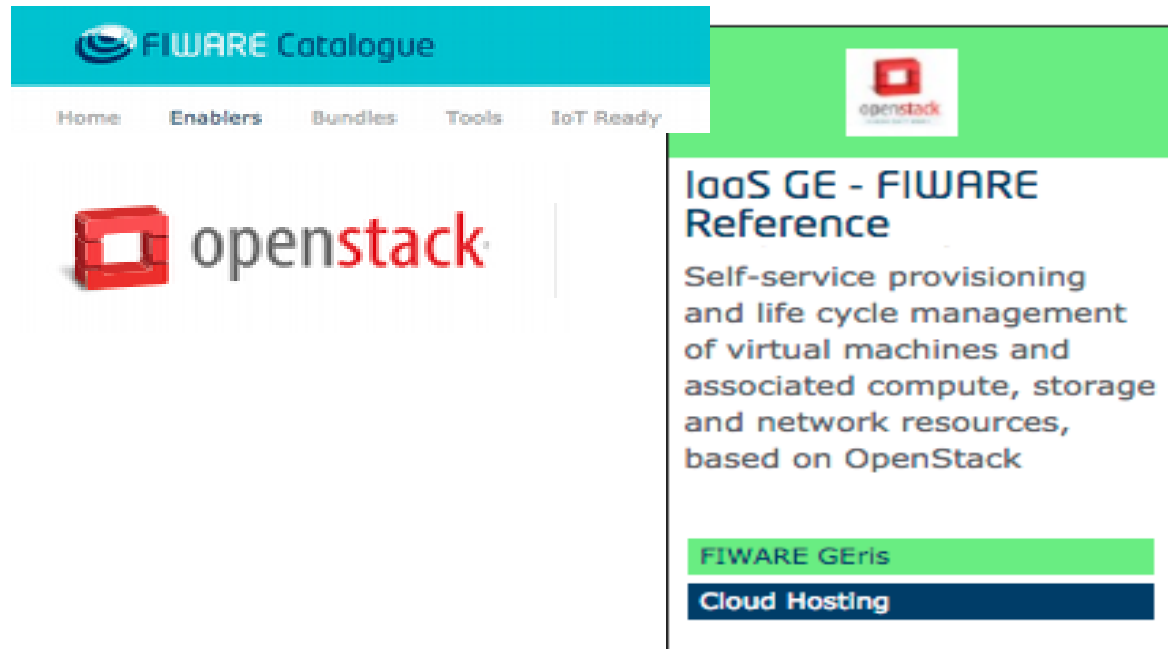 FIWARE Catalogue
Home Enablers Bundles Tools IoT Ready
openstack
openstack
IaaS GE - FIWARE
Reference
Self-service provisioning
and life cycle management
of virtual machines and
associated compute, storage
and network resources,
based on OpenStack
FIWARE GEris
Cloud Hosting